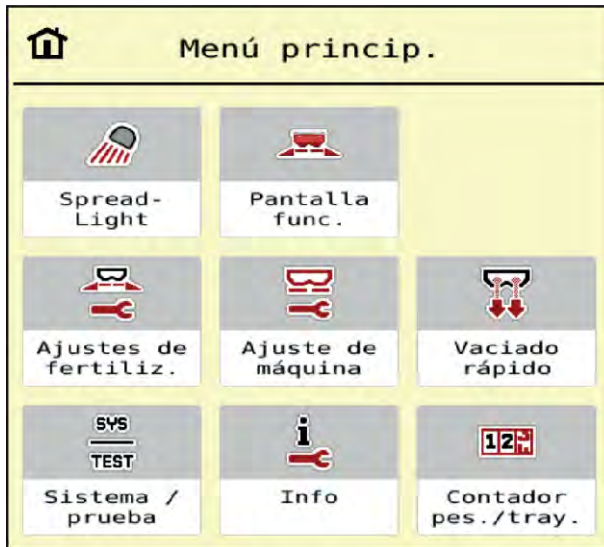 Menú princip.
Spread-
Light
Pantalla
func.
Ajustes de
fertiliz.
Ajuste de
máquina
Vaciado
rápido
SYS
TEST
Sistema /
prueba
i
Info
123
Contador
pes./tray.